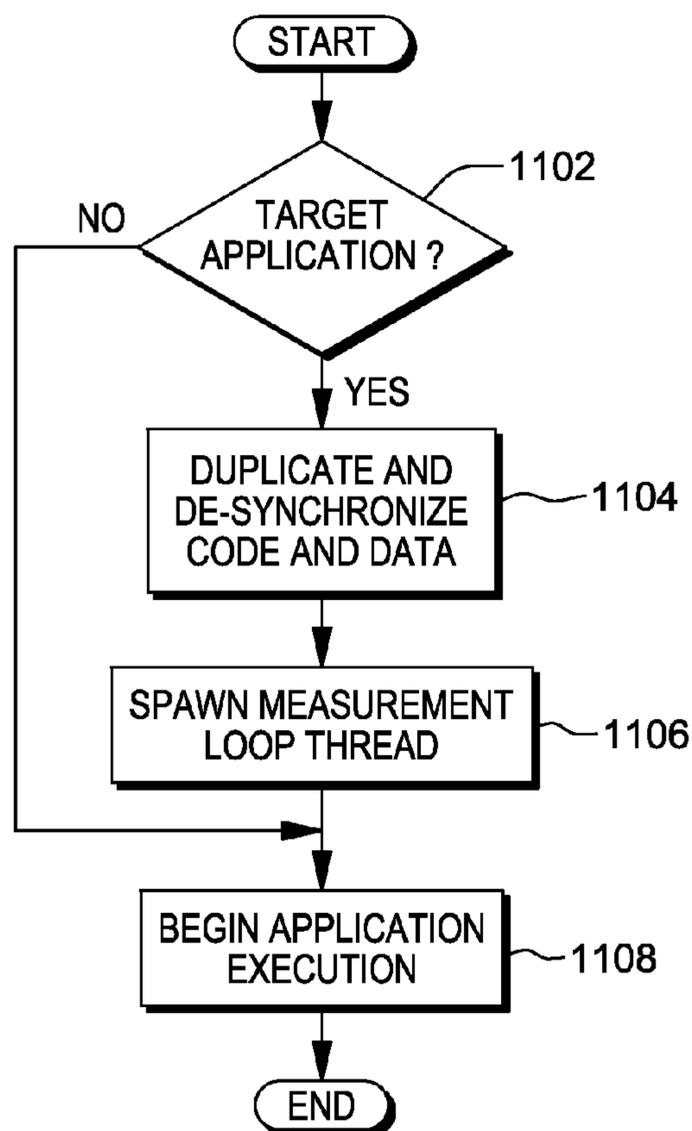 START
1102
NO
TARGET
APPLICATION ?
YES
DUPLICATE AND
DE-SYNCHRONIZE
CODE AND DATA
1104
SPAWN MEASUREMENT
LOOP THREAD
1106
BEGIN APPLICATION
EXECUTION
1108
END